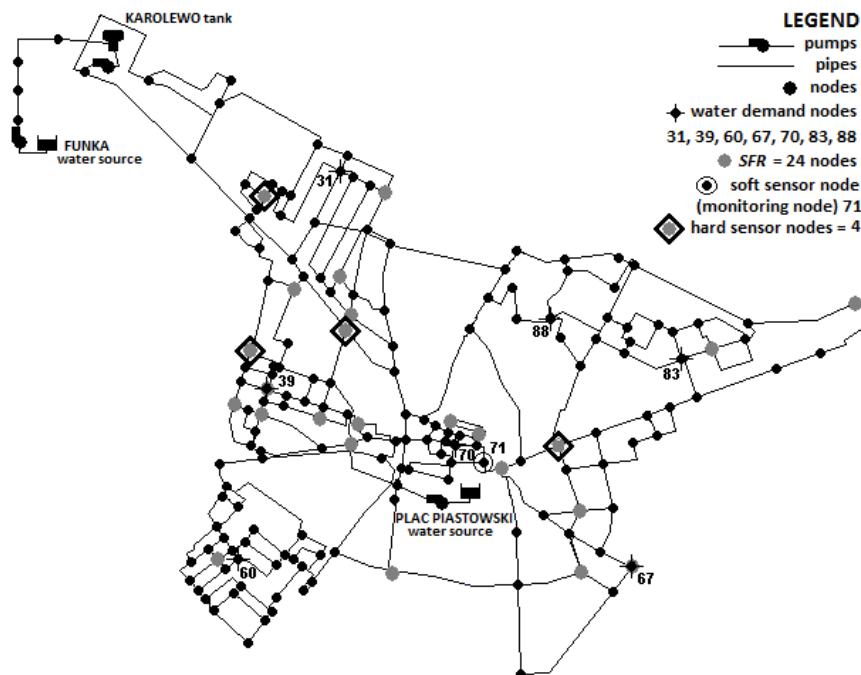 KAROLEWO tank
LEGEND
pumps
pipes
nodes
water demand nodes
31, 39, 60, 67, 70, 83, 88
SFR = 24 nodes
soft sensor node
(monitoring node) 71
hard sensor nodes = 4
FUNKA
water source
31
88
83
39
71
70
PLAC PIASTOWSKI
water source
60
67